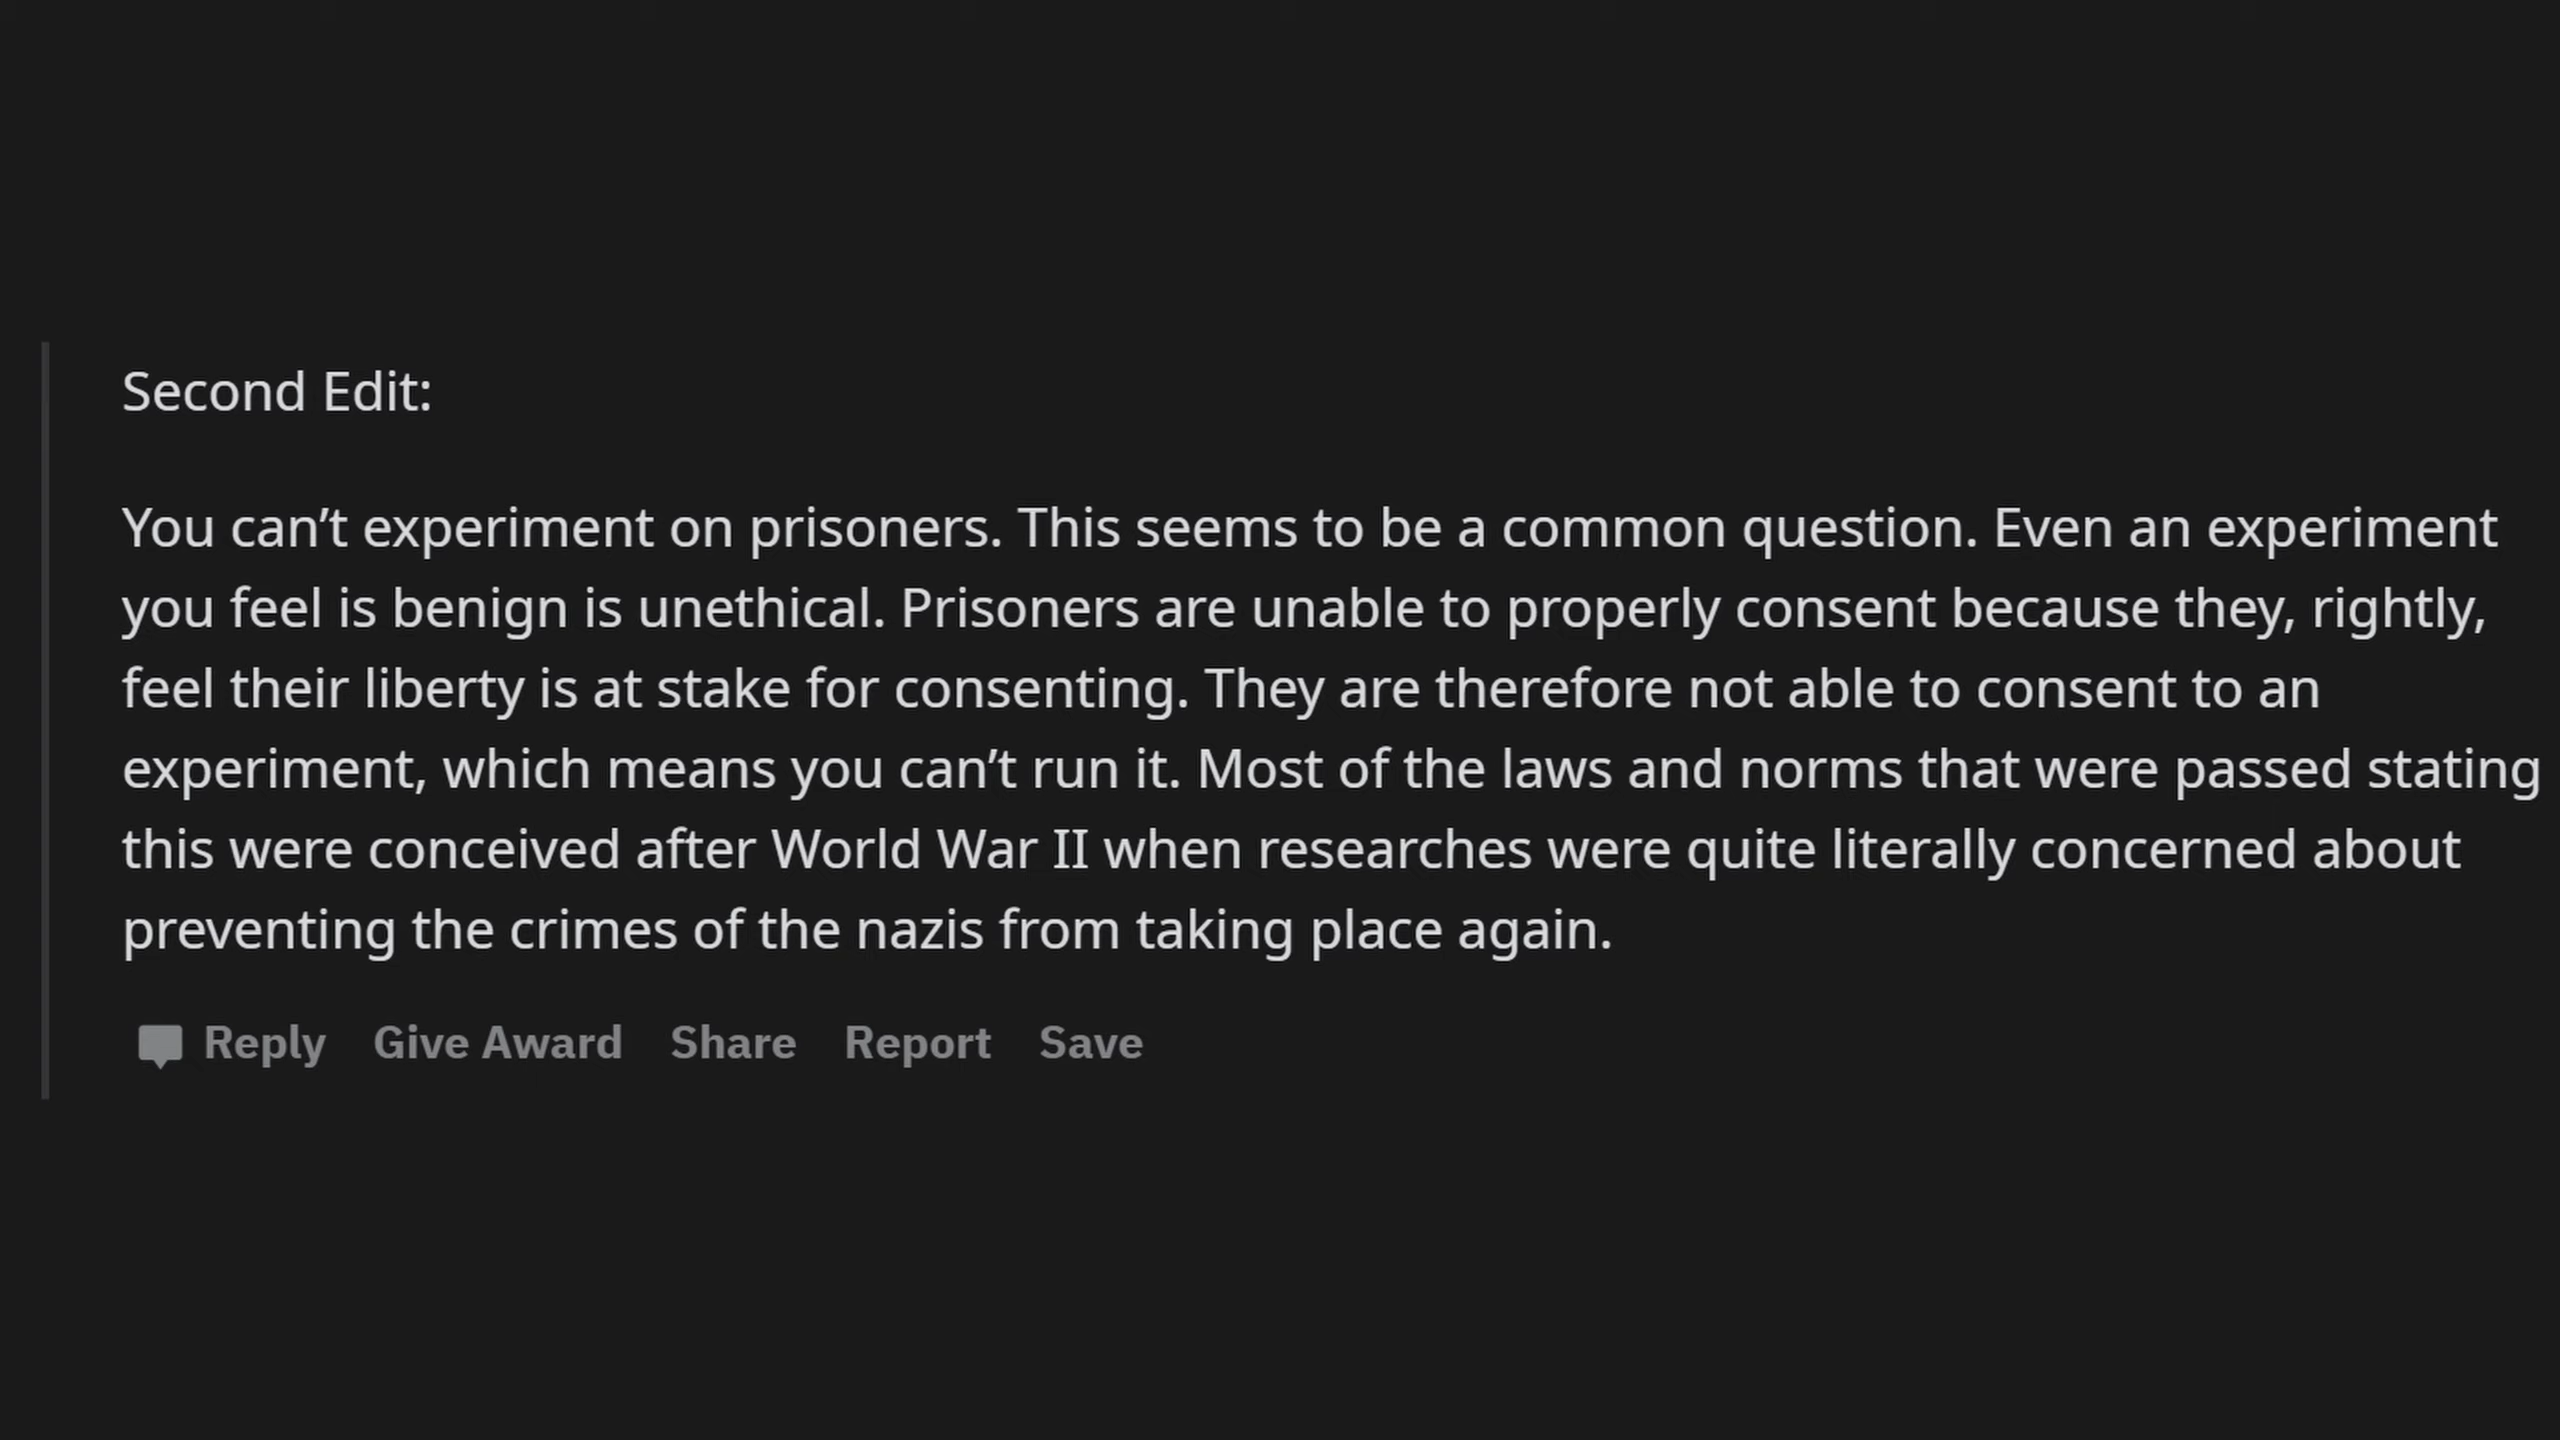 Second Edit:
You can’t experiment on prisoners. This seems to be a common question. Even an experiment
you feel is benign is unethical. Prisoners are unable to properly consent because they, rightly,
feel their liberty is at stake for consenting. They are therefore not able to consent to an
experiment, which means you can’t run it. Most of the laws and norms that were passed stating
this were conceived after World War II when researches were quite literally concerned about
preventing the crimes of the nazis from taking place again.
Reply Give Award Share Report Save